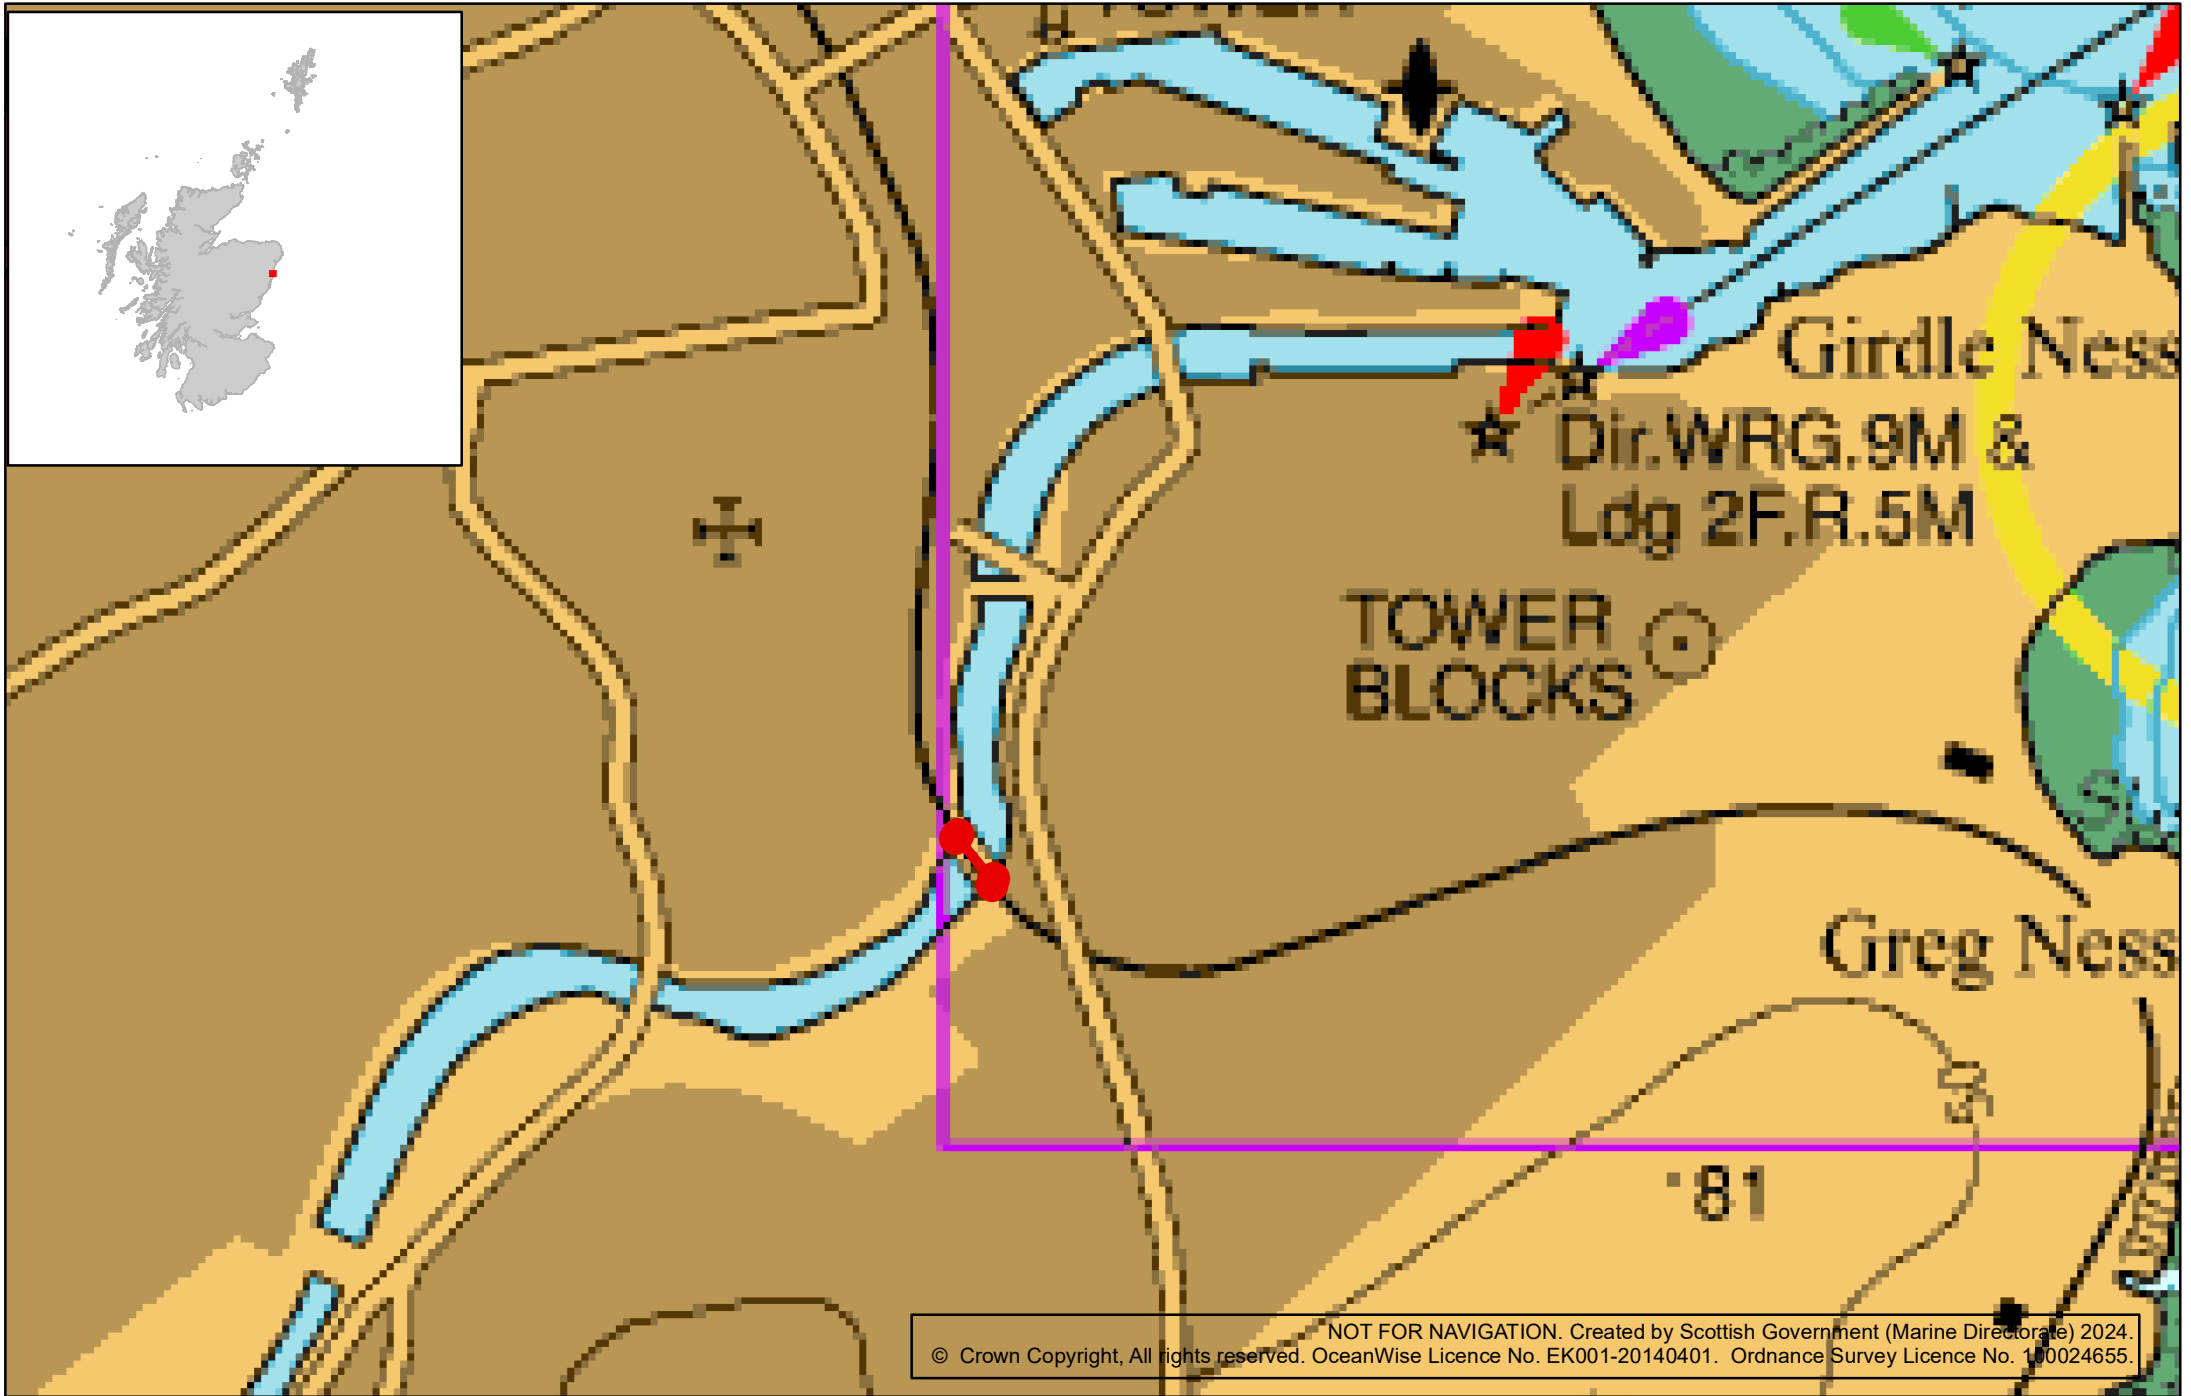 TOWER
Girdle Ness
Dir.WRG.9M &
Ldg 2F.R.5M
TOWER
BLOCKS
S
Greg Ness
81
NOT FOR NAVIGATION. Created by Scottish Government (Marine Directorate) 2024.
© Crown Copyright, All rights reserved. OceanWise Licence No. EK001-20140401. Ordnance Survey Licence No. 100024655.